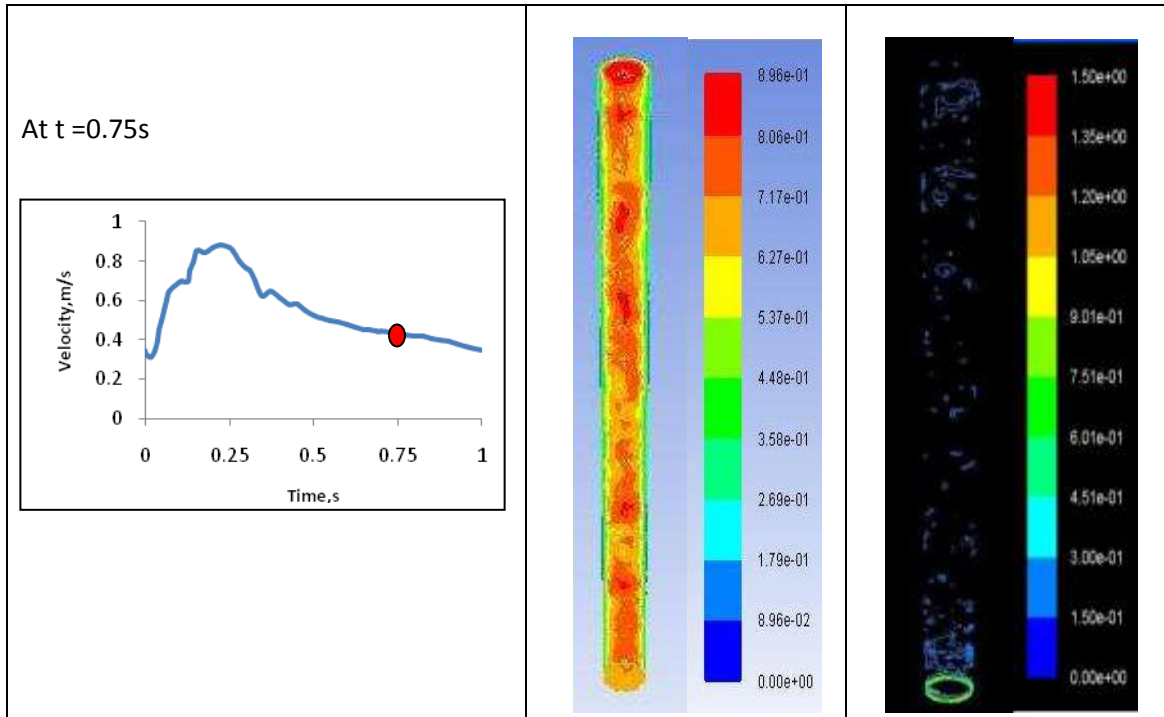 At t =0.75s
1
0.8
0.6
0.4
0.2
0
Velocity,m/s
0
0.25
0.5
0.75
1
Time,s
8.96e-01
8.06e-01
7.17e-01
6.27e-01
5.37e-01
4.48e-01
3.58e-01
2.69e-01
1.79e-01
8.96e-02
0.00e+00
1.50e+00
1.35e+00
1.20e+00
1.05e+00
9.01e-01
7.51e-01
6.01e-01
4.51e-01
3.00e-01
1.50e-01
0.00e+00